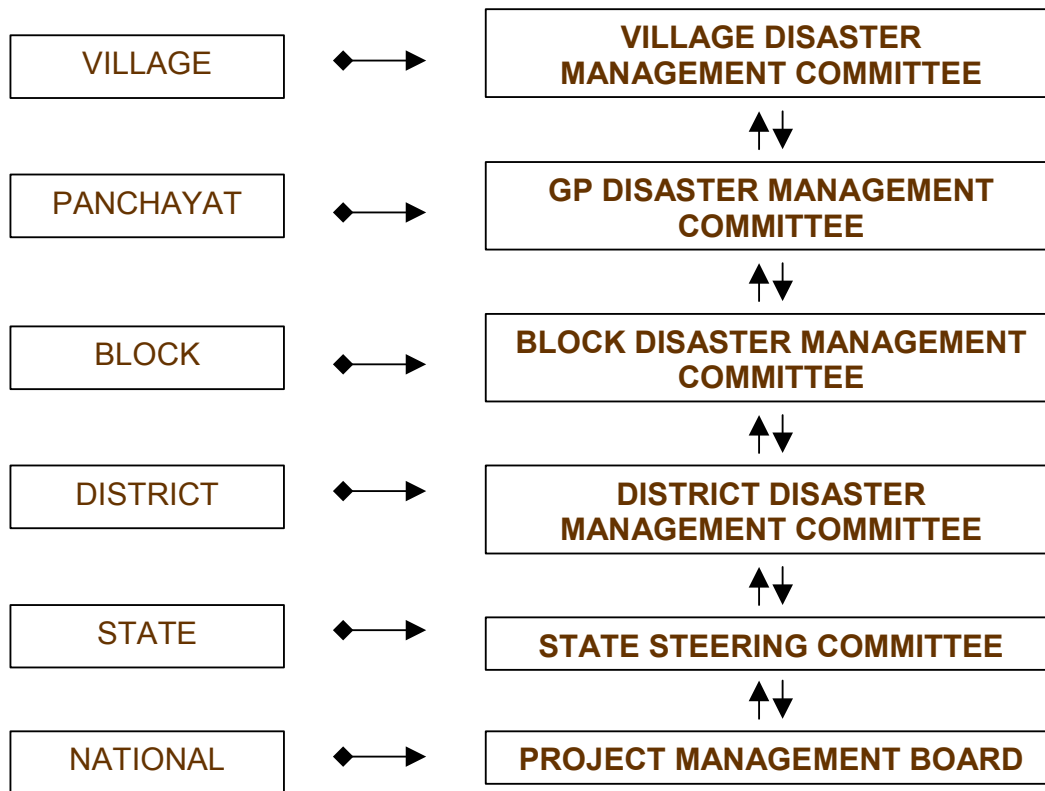 VILLAGE
VILLAGE DISASTER
MANAGEMENT COMMITTEE
PANCHAYAT
GP DISASTER MANAGEMENT
COMMITTEE
BLOCK
BLOCK DISASTER MANAGEMENT
COMMITTEE
DISTRICT
DISTRICT DISASTER
MANAGEMENT COMMITTEE
STATE
STATE STEERING COMMITTEE
NATIONAL
PROJECT MANAGEMENT BOARD